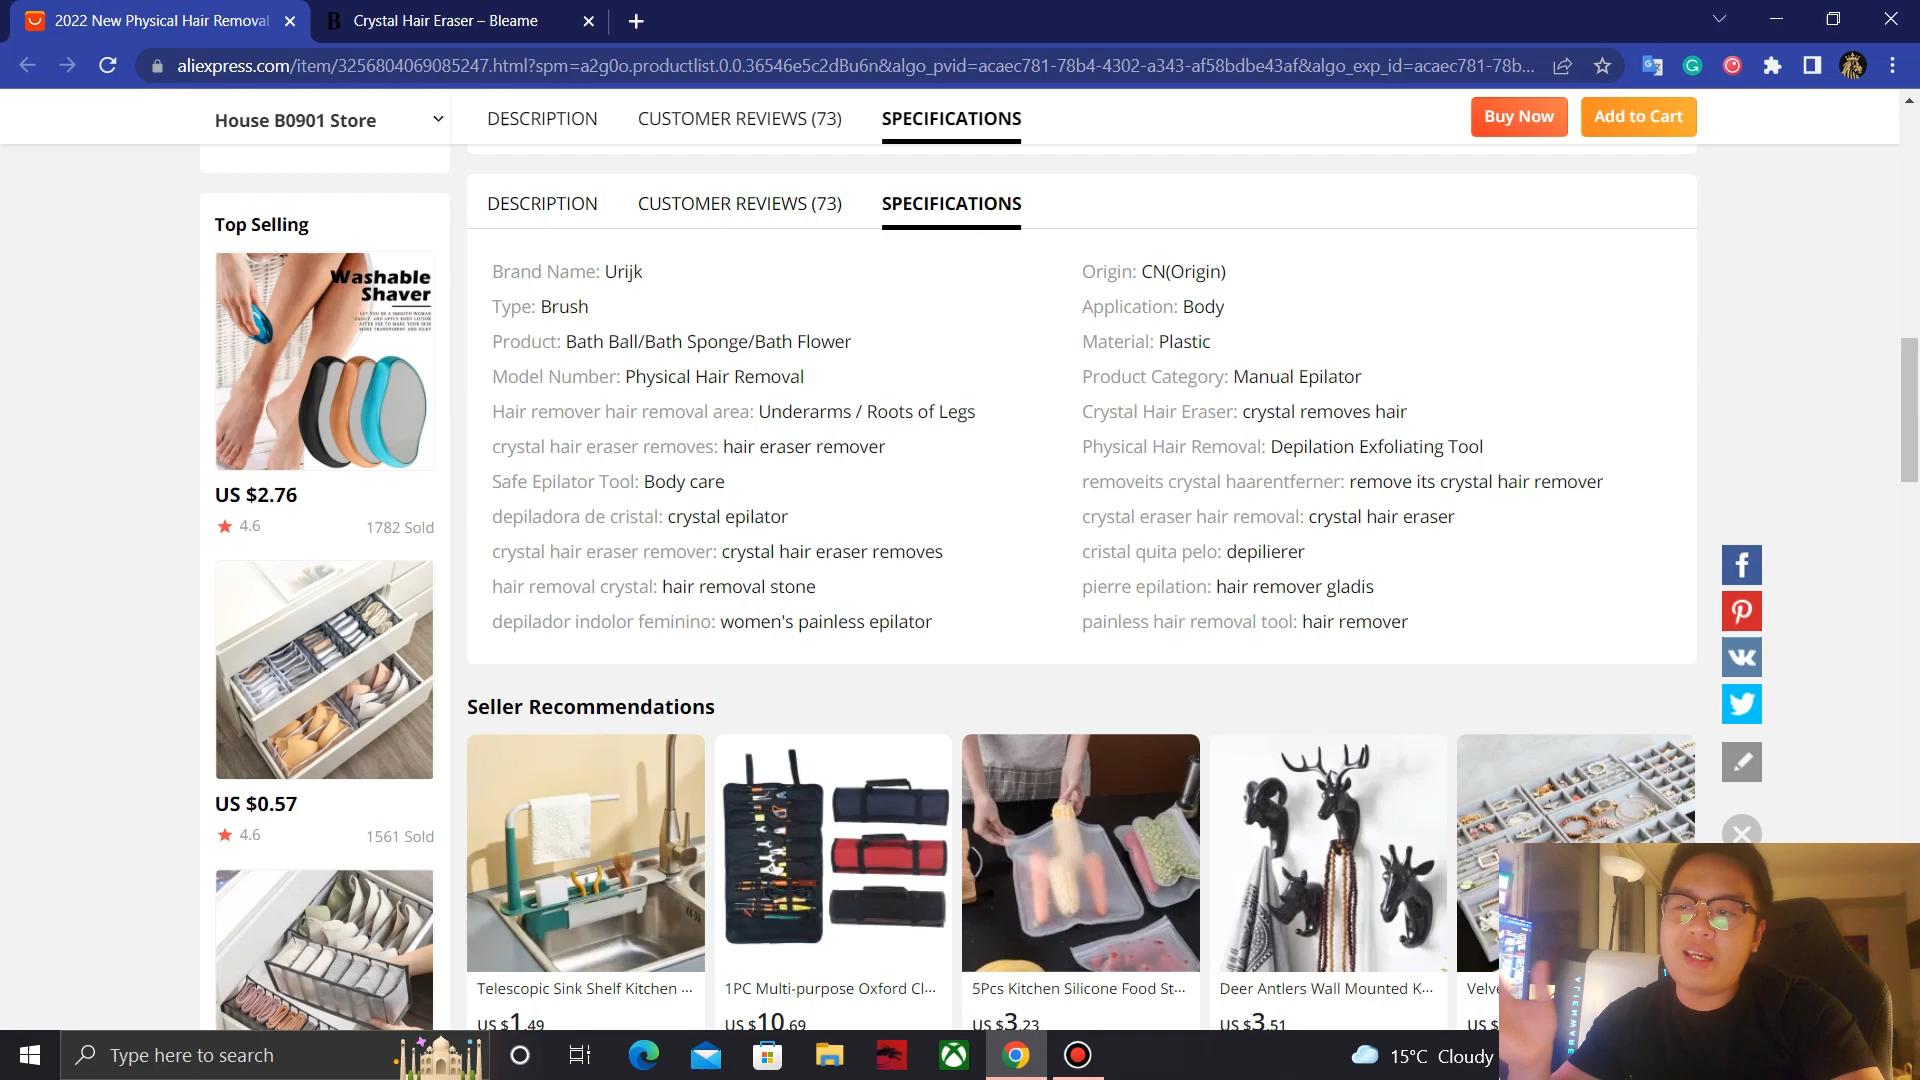 2022 New Physical Hair Removal
Crystal Hair Eraser – Bleame
aliexpress.com/item/3256804069085247.html?spm=a2g0o.productlist.0.0.36546e5c2dBu6n&algo_pvid=acaec781-78b4-4302-a343-af58bdbe43af&algo_exp_id=acaec781-78b...
House B0901 Store
DESCRIPTION
CUSTOMER REVIEWS (73)
SPECIFICATIONS
Buy Now
Add to Cart
Top Selling
Washable
Shaver
US $2.76
4.6
1782 Sold
US $0.57
4.6
1561 Sold
DESCRIPTION
CUSTOMER REVIEWS (73)
SPECIFICATIONS
Brand Name: Urijk
Origin: CN(Origin)
Type: Brush
Application: Body
Product: Bath Ball/Bath Sponge/Bath Flower
Material: Plastic
Model Number: Physical Hair Removal
Product Category: Manual Epilator
Hair remover hair removal area: Underarms / Roots of Legs
Crystal Hair Eraser: crystal removes hair
crystal hair eraser removes: hair eraser remover
Physical Hair Removal: Depilation Exfoliating Tool
Safe Epilator Tool: Body care
removeits crystal haarentferner: remove its crystal hair remover
depiladora de cristal: crystal epilator
crystal eraser hair removal: crystal hair eraser
crystal hair eraser remover: crystal hair eraser removes
cristal quita pelo: depilierer
hair removal crystal: hair removal stone
pierre epilation: hair remover gladis
depilador indolor feminino: women's painless epilator
painless hair removal tool: hair remover
Seller Recommendations
Telescopic Sink Shelf Kitchen ...
1PC Multi-purpose Oxford Cl...
5Pcs Kitchen Silicone Food St...
Deer Antlers Wall Mounted K...
Velve
US $1.49
US $10.69
US $3.23
US $3.51
US $
Type here to search
15°C Cloudy
ALIENWARE